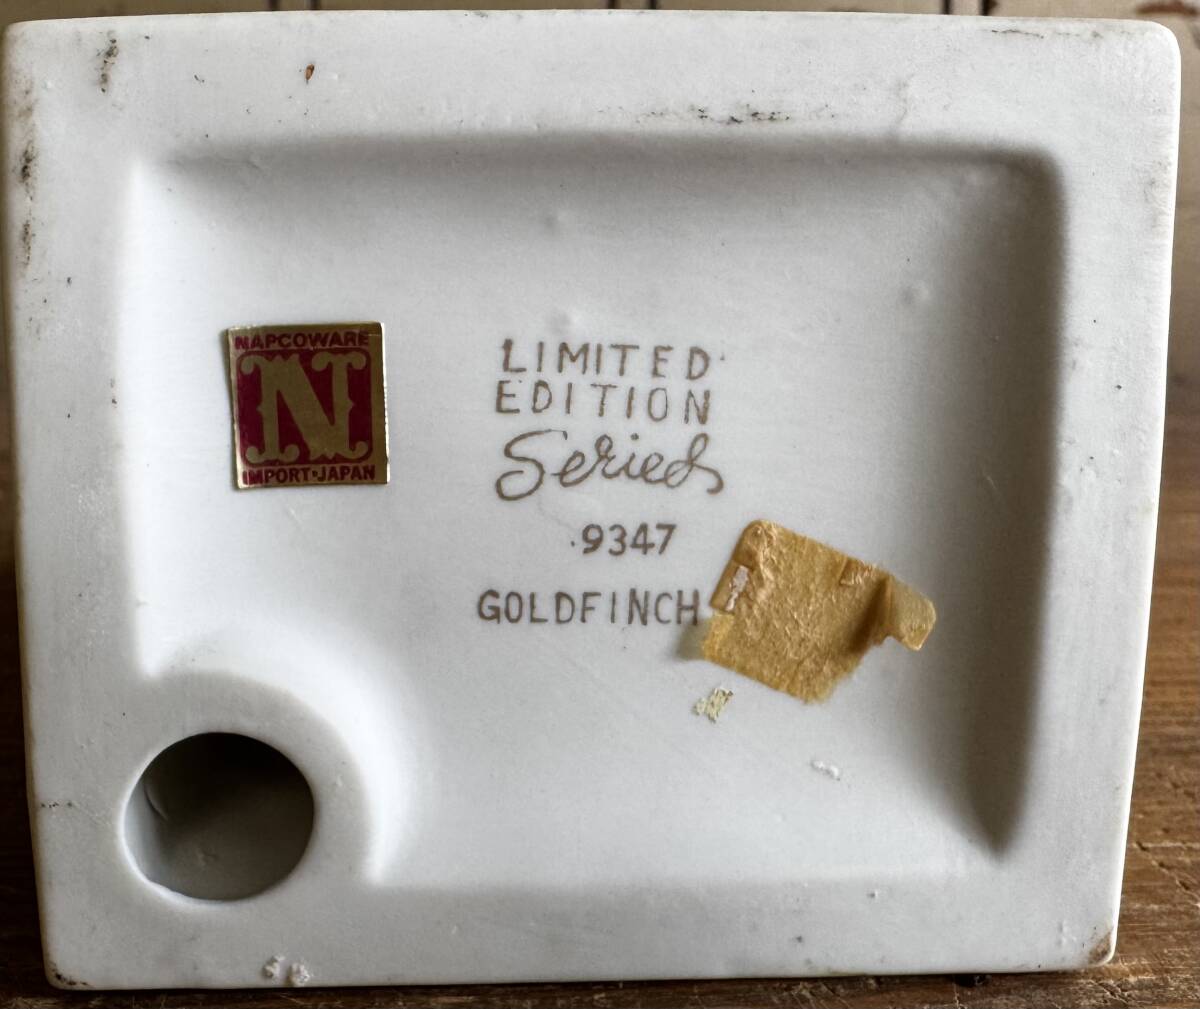 NAPCOWARE
N
IMPORT•JAPAN
LIMITED
EDITION
Series
9347
GOLDFINCH